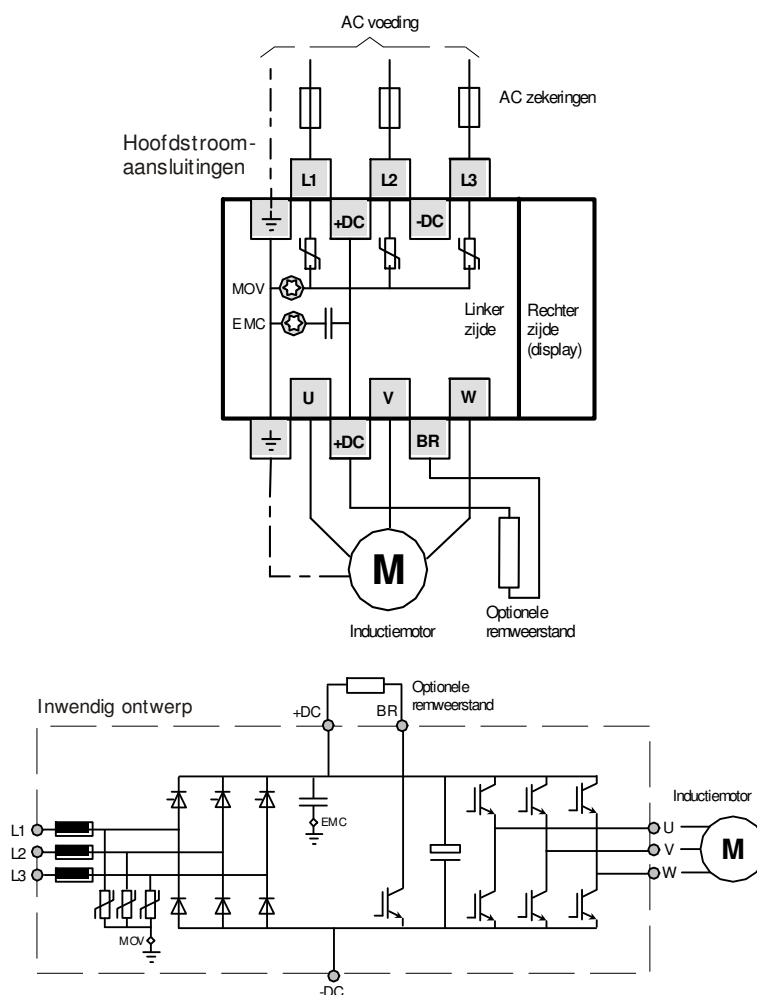 AC voeding
AC zekeringen
Hoofdstroom-
aansluitingen
L1 L2 L3
+DC -DC
MOV
EMC
Linker
zijde
Rechter
zijde
(display)
U V W
+DC BR
M
Inductiemotor
Optionele
remweerstand
Inwendig ontwerp
+DC BR
Optionele
remweerstand
EMC
L1
L2
L3
MOV
Inductiemotor
U
V
W
M
-DC